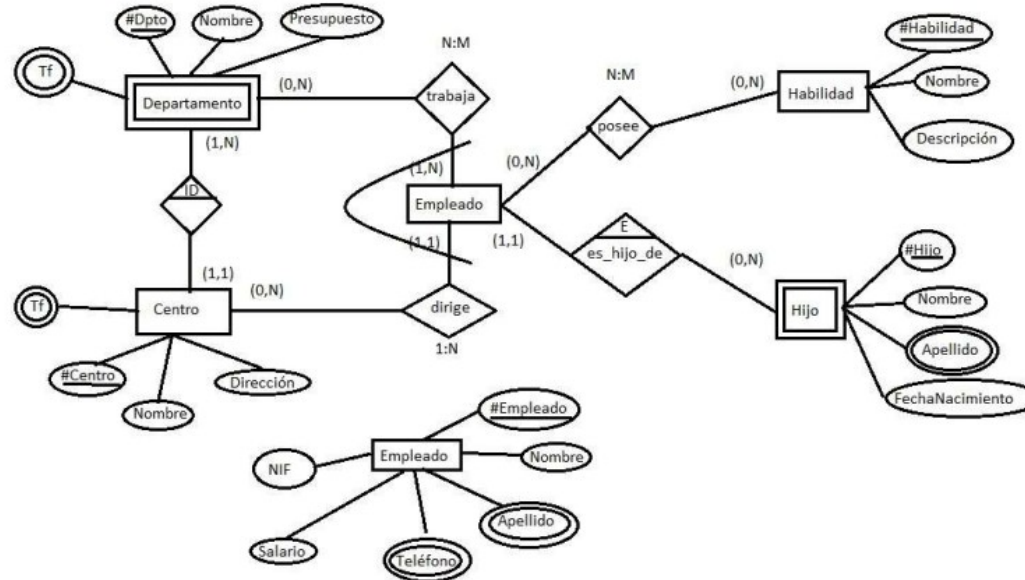 #Dpto
Nombre
Presupuesto
Tf
Departamento
(0,N)
N:M
trabaja
N:M
(0,N)
Habilidad
#Habilidad
Nombre
Descripción
posee
(1,N)
ID
(1,N)
(0,N)
Empleado
(1,1)
(1,1)
E
es_hijo_de
(0,N)
#Hijo
Nombre
Hijo
Apellido
FechaNacimiento
(1,1)
(0,N)
Tf
Centro
dirige
1:N
#Centro
Dirección
Nombre
#Empleado
Empleado
Nombre
NIF
Apellido
Salario
Teléfono